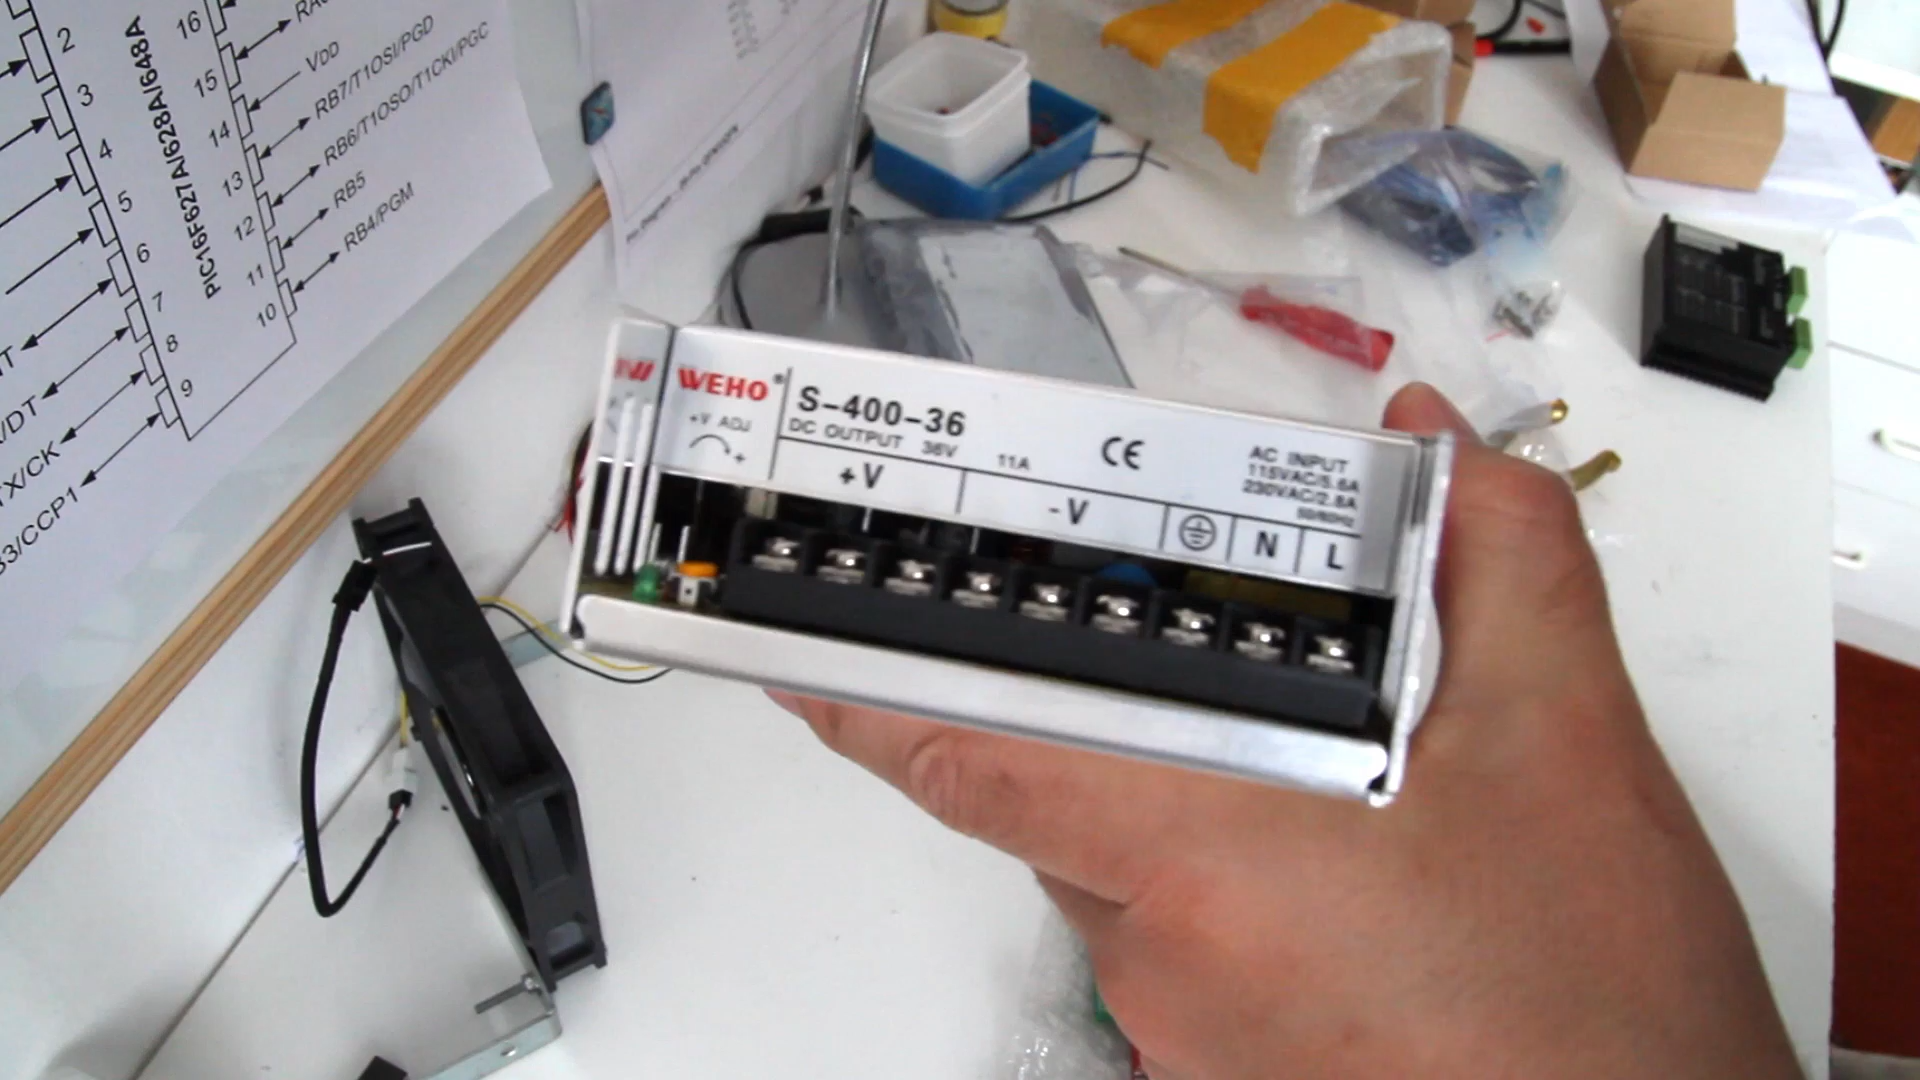 2
3
4
5
6
7
8
9
PIC16F627A/628A/648A
16
15
14
13
12
11
10
VDD
RB7/T1OSI/PGD
RB6/T1OSO/T1CKI/PGC
RB5
RB4/PGM
/DT
TX/CK
B3/CCP1
WEHO®
S-400-36
+V ADJ
+
DC OUTPUT 36V 11A
CE
AC INPUT
115VAC/5.6A
230VAC/2.8A
50/60Hz
+V
-V
N
L